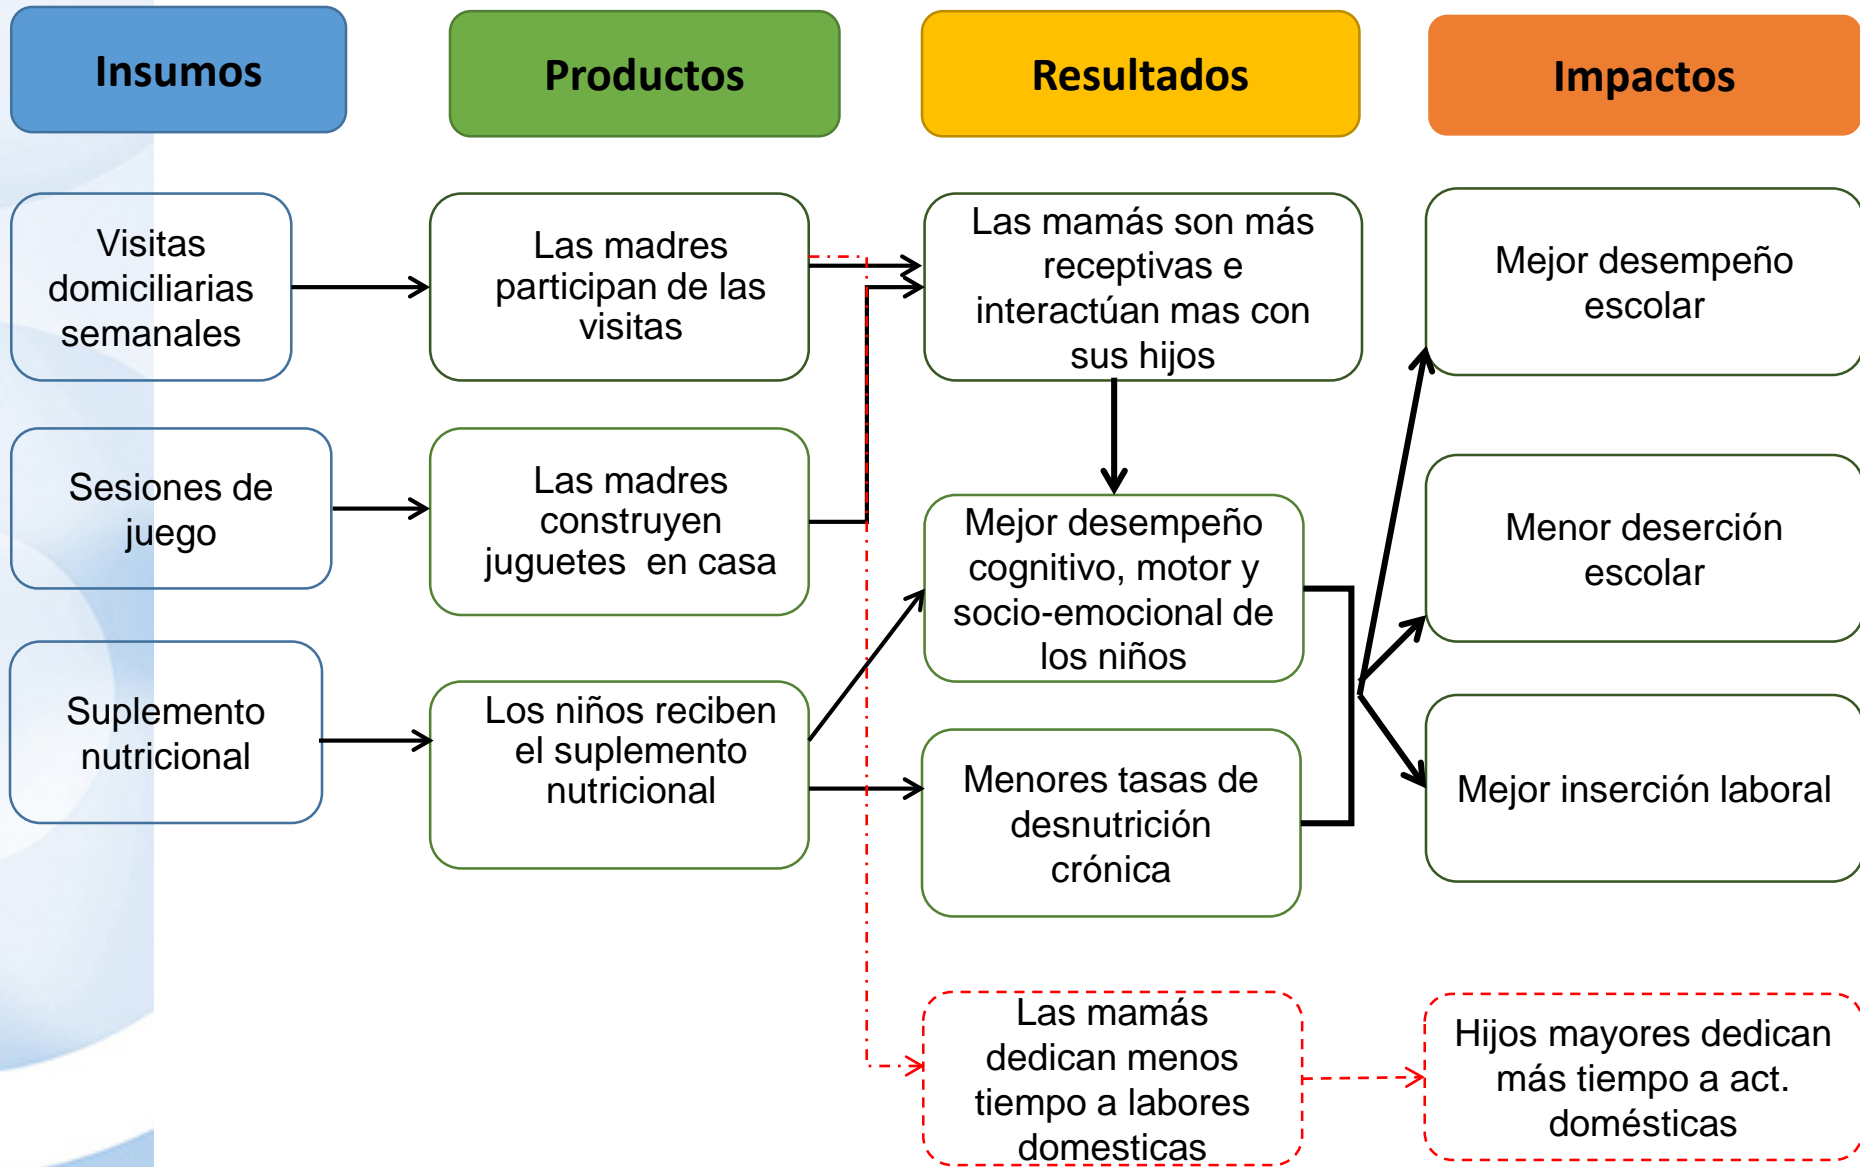 Insumos
Productos
Resultados
Impactos
Visitas
domiciliarias
semanales
Las madres
participan de las
visitas
Las mamás son más
receptivas e
interactúan mas con
sus hijos
Mejor desempeño
escolar
Sesiones de
juego
Las madres
construyen
juguetes en casa
Mejor desempeño
cognitivo, motor y
socio-emocional de
los niños
Menor deserción
escolar
Suplemento
nutricional
Los niños reciben
el suplemento
nutricional
Menores tasas de
desnutrición
crónica
Mejor inserción laboral
Las mamás
dedican menos
tiempo a labores
domesticas
Hijos mayores dedican
más tiempo a act.
domésticas